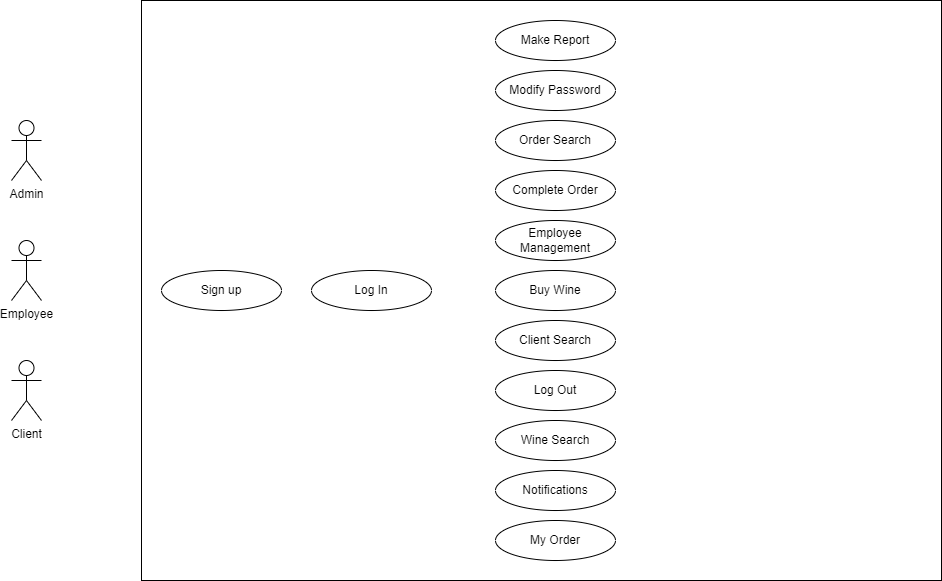 Make Report
Modify Password
Order Search
Admin
Complete Order
Employee
Management
Employee
Sign up
Log In
Buy Wine
Client Search
Client
Log Out
Wine Search
Notifications
My Order